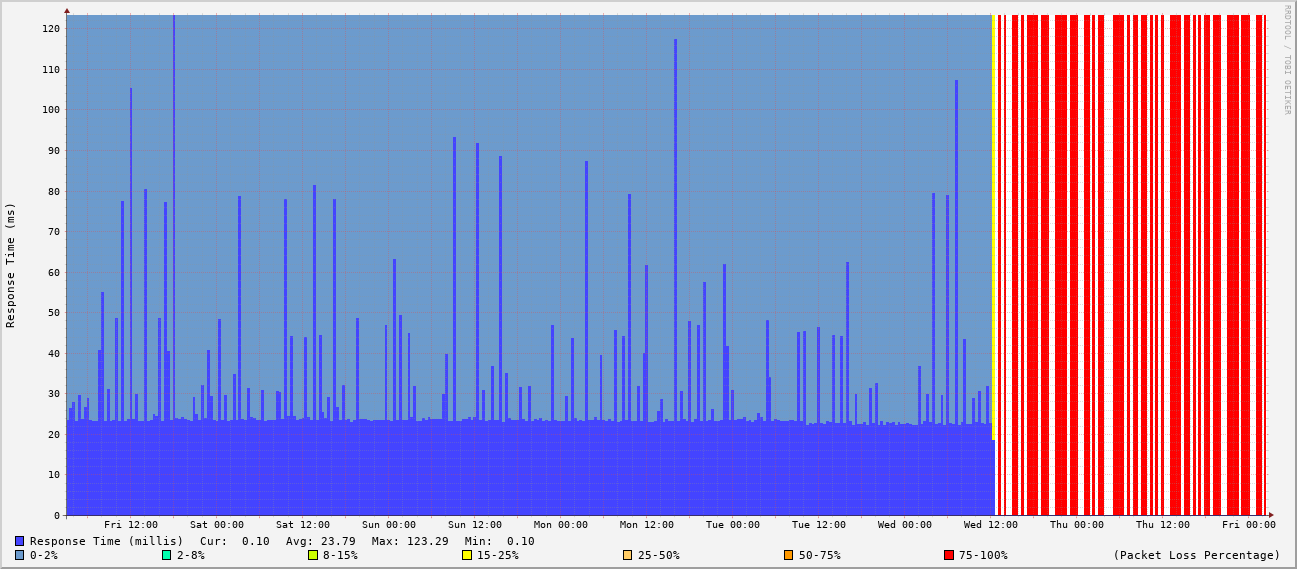 RRDTOOL / TOBI OETIKER
Response Time (ms)
120
110
100
90
80
70
60
50
40
30
20
10
0
Fri 12:00 Sat 00:00 Sat 12:00 Sun 00:00 Sun 12:00 Mon 00:00 Mon 12:00 Tue 00:00 Tue 12:00 Wed 00:00 Wed 12:00 Thu 00:00 Thu 12:00 Fri 00:00
Response Time (millis) Cur: 0.10 Avg: 23.79 Max: 123.29 Min: 0.10
0-2% 2-8% 8-15% 15-25% 25-50% 50-75% 75-100% (Packet Loss Percentage)